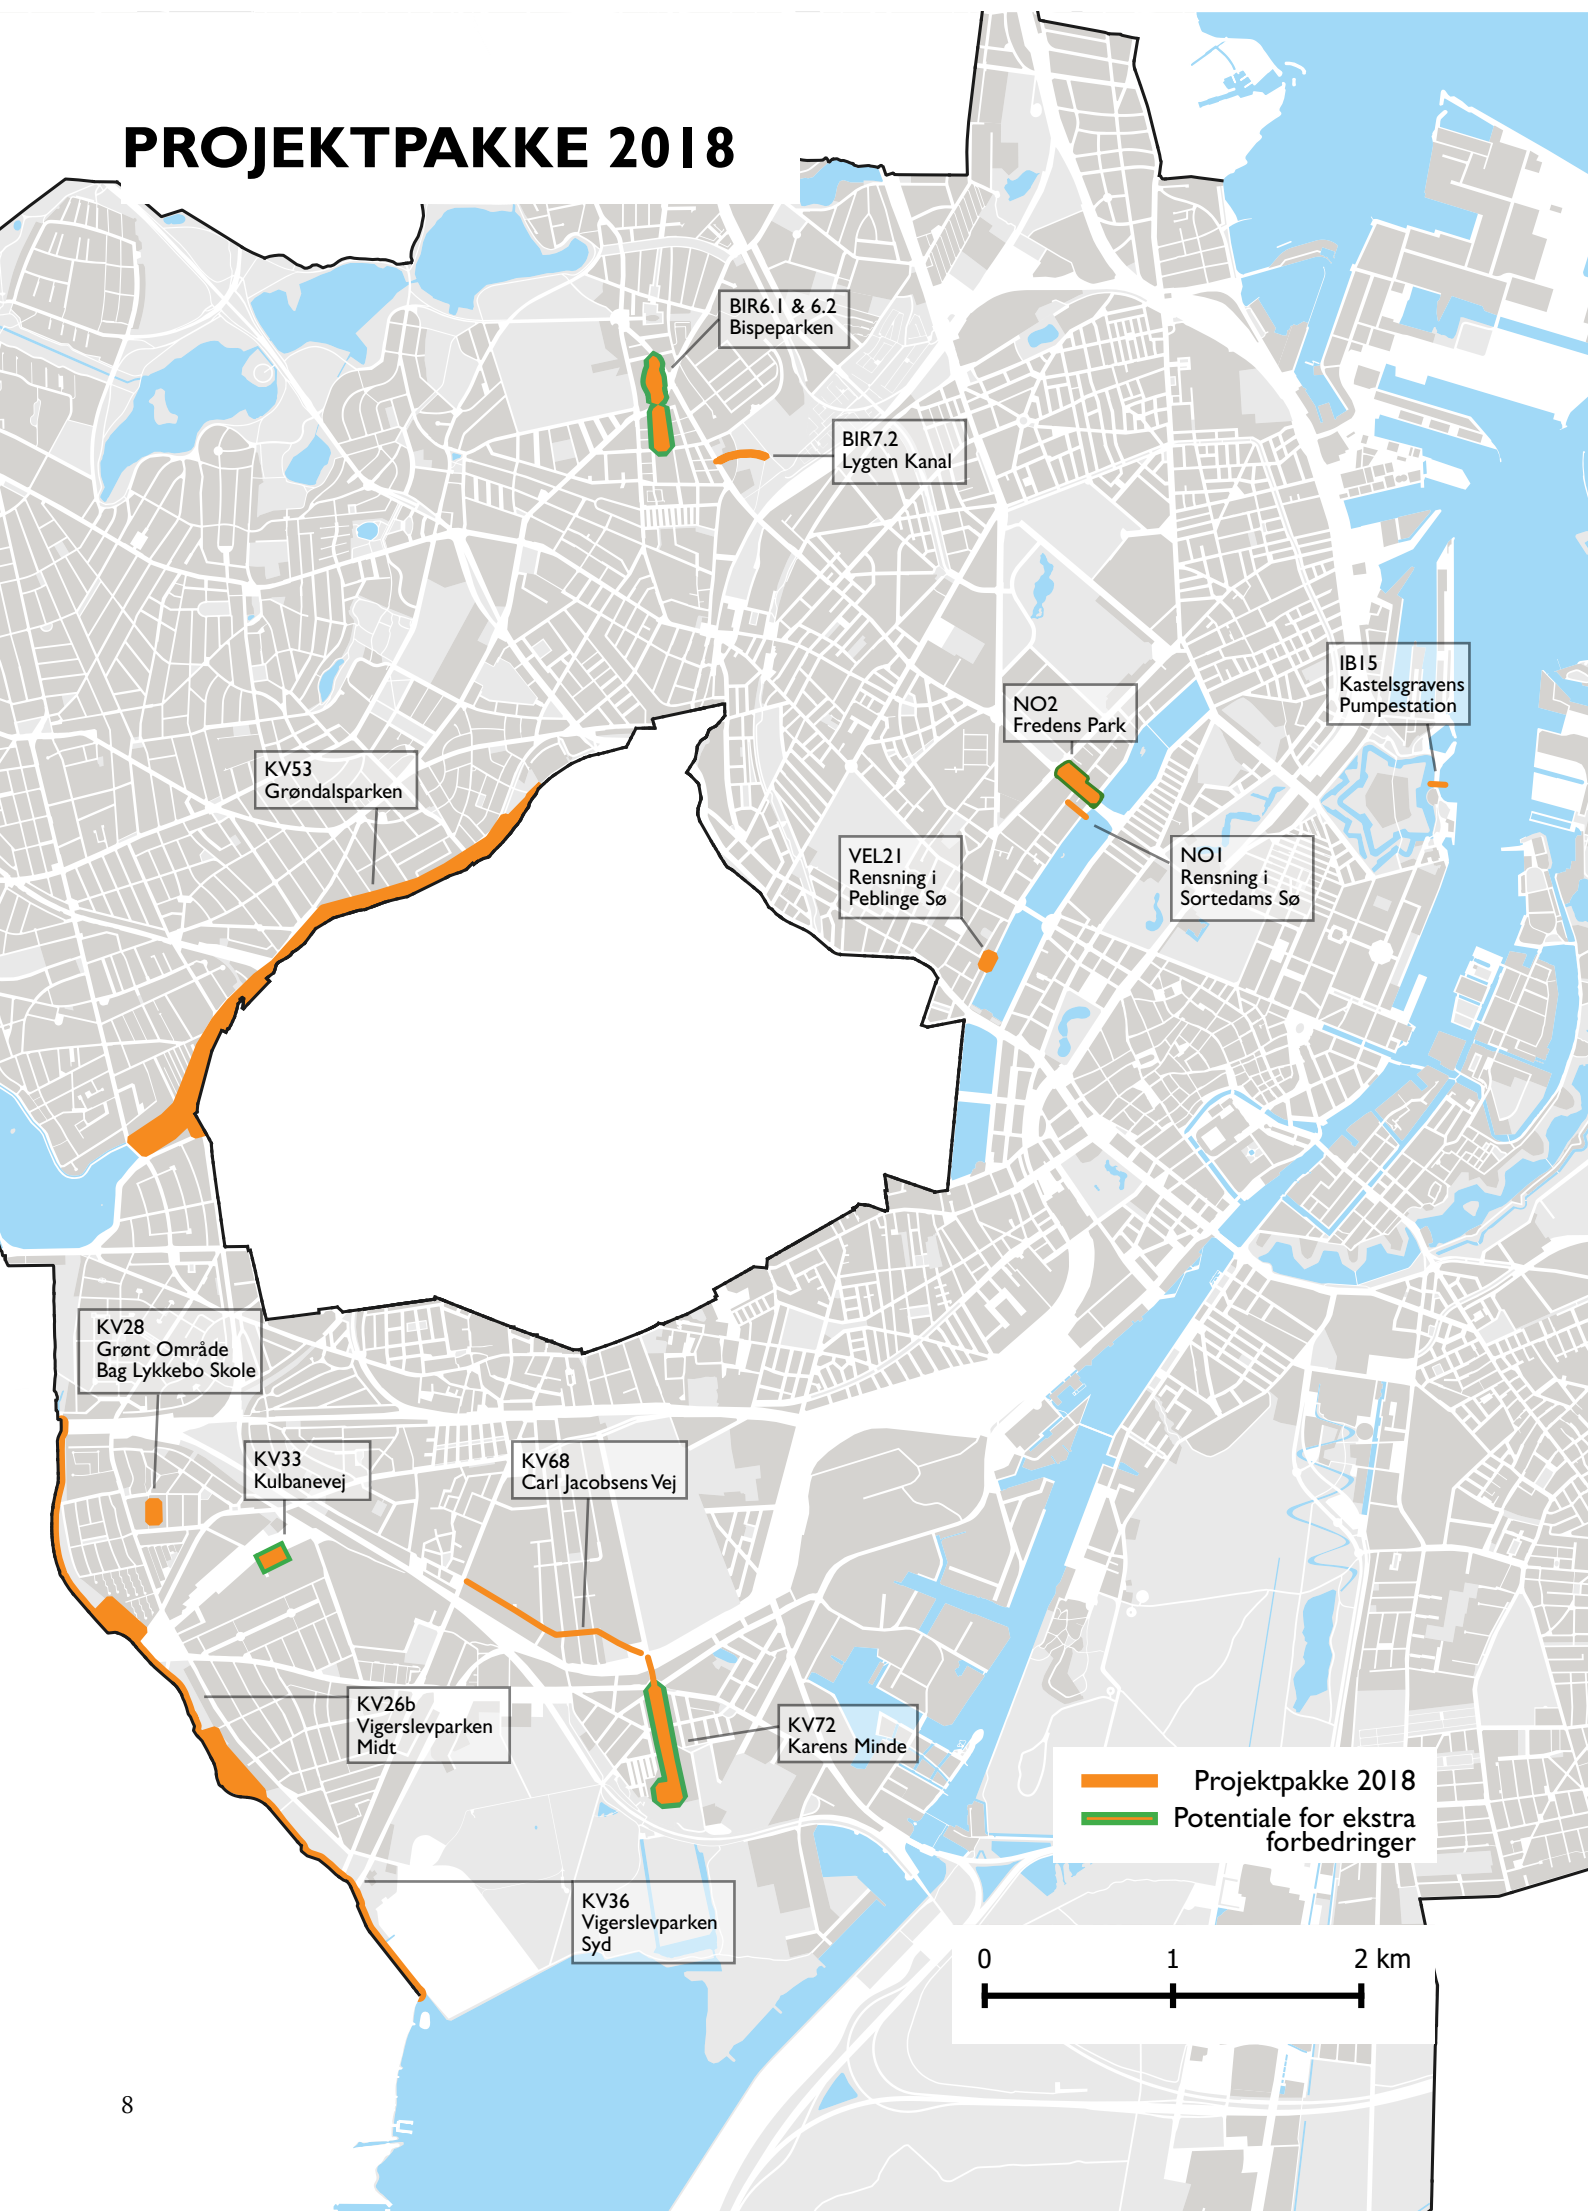 PROJEKTPAKKE 2018
BIR6.1 & 6.2
Bispeparken
BIR7.2
Lygten Kanal
IB15
Kastelsgravens
Pumpestation
NO2
Fredens Park
KV53
Grøndalsparken
VEL21
Rensning i
Peblinge Sø
NO1
Rensning i
Sortedams Sø
KV28
Grønt Område
Bag Lykkebo Skole
KV33
Kulbanevej
KV68
Carl Jacobsens Vej
KV26b
Vigerslevparken
Midt
KV72
Karens Minde
KV36
Vigerslevparken
Syd
Projektpakke 2018
Potentiale for ekstra
forbedringer
0 1 2 km
8